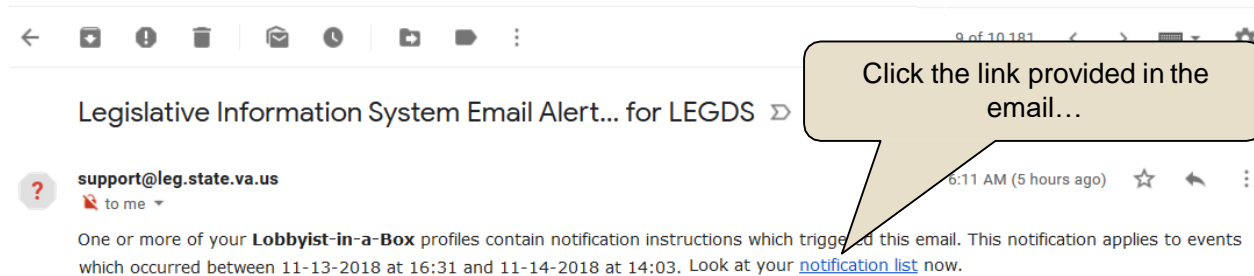 9 of 10,181
Click the link provided in the
email…
Legislative Information System Email Alert... for LEGDS
?
support@leg.state.va.us
6:11 AM (5 hours ago)
to me
One or more of your Lobbyist-in-a-Box profiles contain notification instructions which triggered this email. This notification applies to events
which occurred between 11-13-2018 at 16:31 and 11-14-2018 at 14:03. Look at your notification list now.